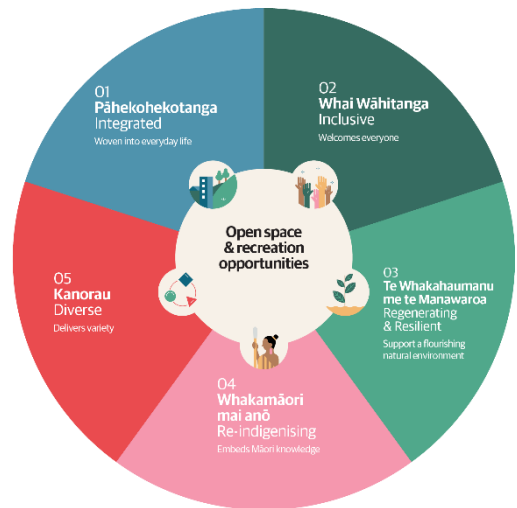 01
Pāhekohekotanga
Integrated
Woven into everyday life
02
Whai Wāhitanga
Inclusive
Welcomes everyone
Open space
& recreation
opportunities
03
Te Whakahaumanu
me te Manawaroa
Regenerating
& Resilient
Support a flourishing
natural environment
04
Whakamāori
mai anō
Re-indigenising
Embeds Māori knowledge
05
Kanorau
Diverse
Delivers variety